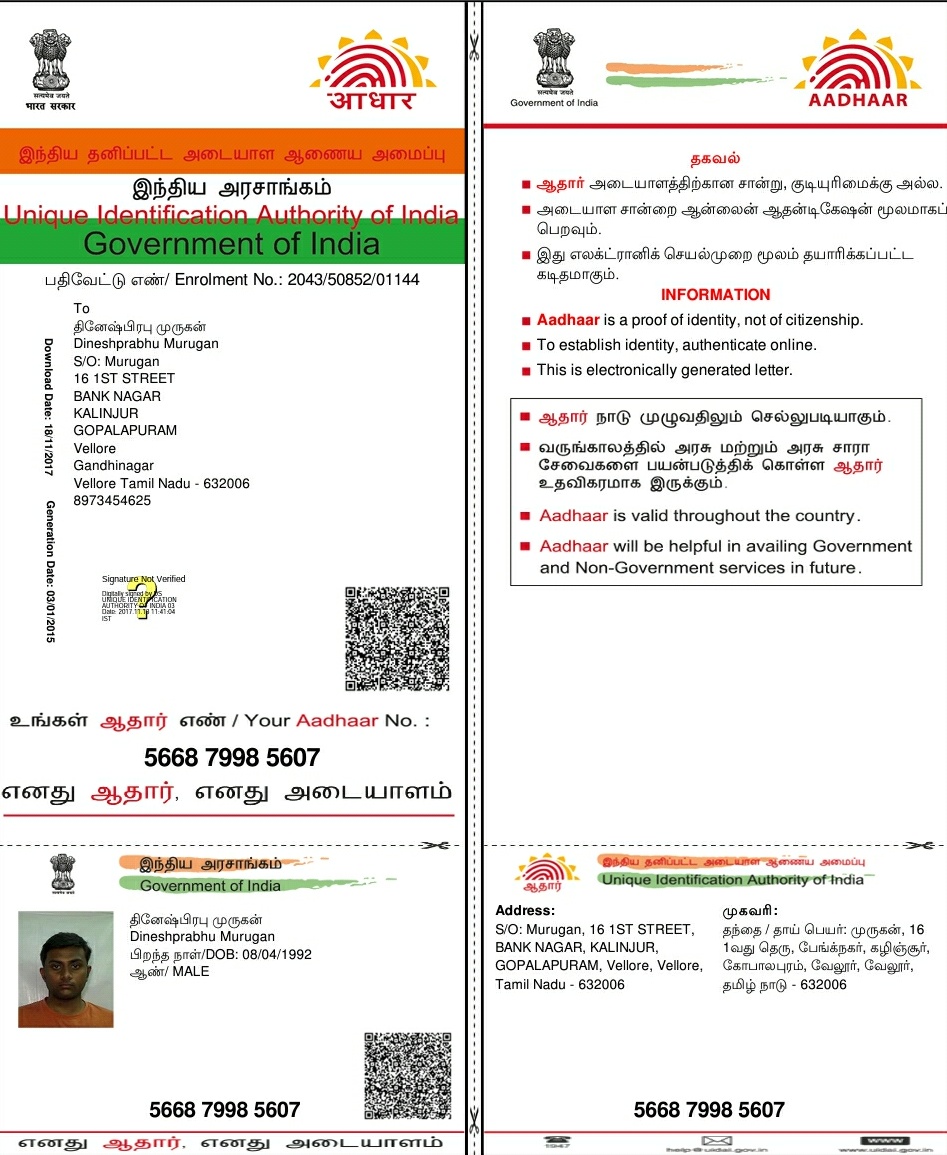 सत्यमेव जयते
भारत सरकार
आधार
இந்திய தனிப்பட்ட அடையாள ஆணைய அமைப்பு
இந்திய அரசாங்கம்
Unique Identification Authority of India
Government of India
பதிவேட்டு எண்/ Enrolment No.: 2043/50852/01144
To
தினேஷ்பிரபு முருகன்
Dineshprabhu Murugan
S/O: Murugan
16 1ST STREET
BANK NAGAR
KALINJUR
GOPALAPURAM
Vellore
Gandhinagar
Vellore Tamil Nadu - 632006
8973454625
Download Date: 18/11/2017
Generation Date: 03/01/2015
Signature Not Verified
Digitally signed by DS
UNIQUE IDENTIFICATION
AUTHORITY OF INDIA 03
Date: 2017.11.18 11:41:04
IST
உங்கள் ஆதார் எண் / Your Aadhaar No. :
5668 7998 5607
எனது ஆதார், எனது அடையாளம்
सत्यमेव जयते
Government of India
AADHAAR
தகவல்
ஆதார் அடையாளத்திற்கான சான்று, குடியுரிமைக்கு அல்ல.
அடையாள சான்றை ஆன்லைன் ஆதன்டிகேஷன் மூலமாகப்
பெறவும்.
இது எலக்ட்ரானிக் செயல்முறை மூலம் தயாரிக்கப்பட்ட
கடிதமாகும்.
INFORMATION
Aadhaar is a proof of identity, not of citizenship.
To establish identity, authenticate online.
This is electronically generated letter.
ஆதார் நாடு முழுவதிலும் செல்லுபடியாகும்.
வருங்காலத்தில் அரசு மற்றும் அரசு சாரா
சேவைகளை பயன்படுத்திக் கொள்ள ஆதார்
உதவிகரமாக இருக்கும்.
Aadhaar is valid throughout the country.
Aadhaar will be helpful in availing Government
and Non-Government services in future.
இந்திய அரசாங்கம்
Government of India
தினேஷ்பிரபு முருகன்
Dineshprabhu Murugan
பிறந்த நாள்/DOB: 08/04/1992
ஆண்/ MALE
5668 7998 5607
எனது ஆதார், எனது அடையாளம்
ஆதார்
இந்திய தனிப்பட்ட அடையாள ஆணைய அமைப்பு
Unique Identification Authority of India
Address:
S/O: Murugan, 16 1ST STREET,
BANK NAGAR, KALINJUR,
GOPALAPURAM, Vellore, Vellore,
Tamil Nadu - 632006
முகவரி:
தந்தை / தாய் பெயர்: முருகன், 16
1வது தெரு, பேங்க்நகர், கழிஞ்சூர்,
கோபாலபுரம், வேலூர், வேலூர்,
தமிழ் நாடு - 632006
5668 7998 5607
1947
help@uidai.gov.in
www
www.uidai.gov.in